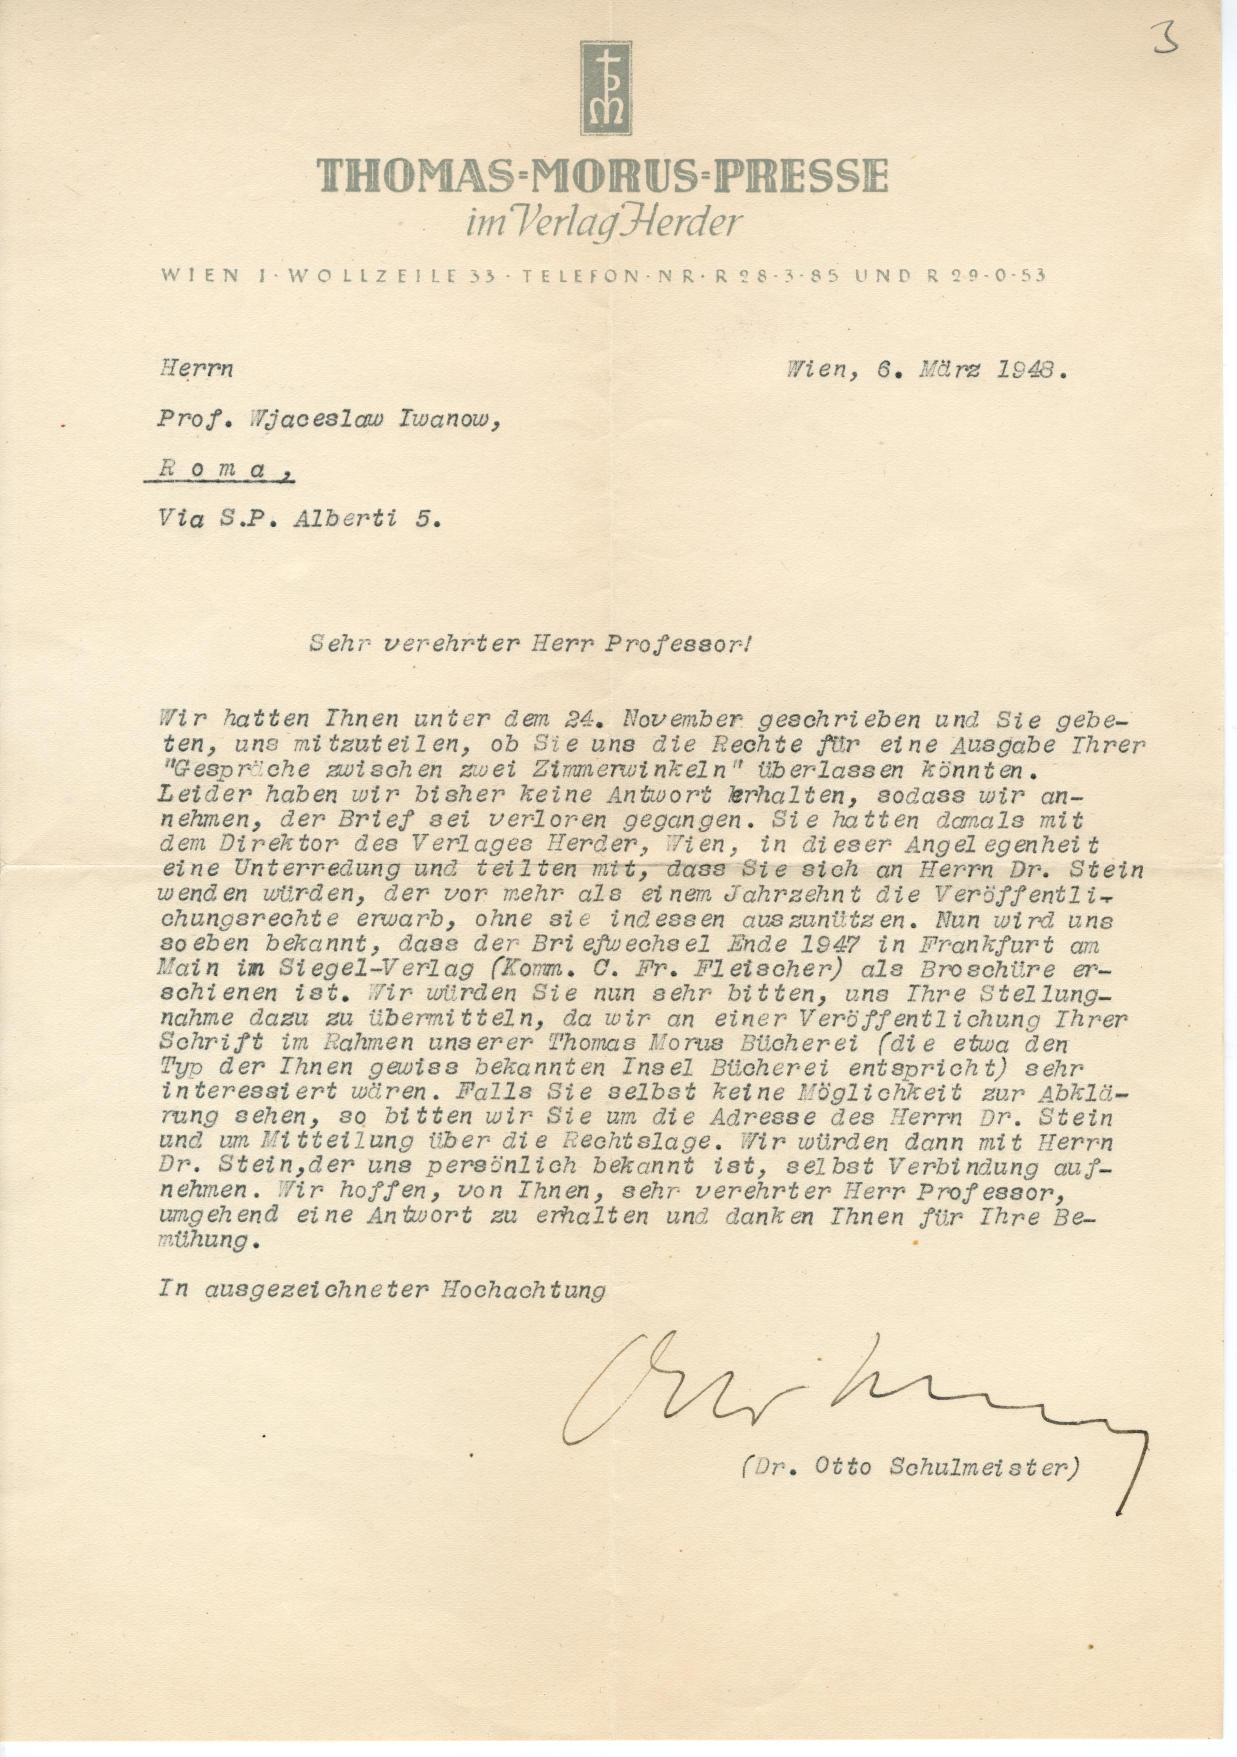 3
THOMAS=MORUS=PRESSE
im Verlag Herder
WIEN I · WOLLZEILE 33 · TELEFON-NR. R 28-3-85 UND R 29-0-53
Herrn
Wien, 6. März 1948.
Prof. Wjaceslaw Iwanow,
R o m a ,
Via S.P. Alberti 5.
Sehr verehrter Herr Professor!
Wir hatten Ihnen unter dem 24. November geschrieben und Sie gebe-
ten, uns mitzuteilen, ob Sie uns die Rechte für eine Ausgabe Ihrer
"Gespräche zwischen zwei Zimmerwinkeln" überlassen könnten.
Leider haben wir bisher keine Antwort erhalten, sodass wir an-
nehmen, der Brief sei verloren gegangen. Sie hatten damals mit
dem Direktor des Verlages Herder, Wien, in dieser Angelegenheit
eine Unterredung und teilten mit, dass Sie sich an Herrn Dr. Stein
wenden würden, der vor mehr als einem Jahrzehnt die Veröffentli-
chungsrechte erwarb, ohne sie indessen auszunützen. Nun wird uns
soeben bekannt, dass der Briefwechsel Ende 1947 in Frankfurt am
Main im Siegel-Verlag (Komm. C. Fr. Fleischer) als Broschüre er-
schienen ist. Wir würden Sie nun sehr bitten, uns Ihre Stellung-
nahme dazu zu übermitteln, da wir an einer Veröffentlichung Ihrer
Schrift im Rahmen unserer Thomas Morus Bücherei (die etwa den
Typ der Ihnen gewiss bekannten Insel Bücherei entspricht) sehr
interessiert wären. Falls Sie selbst keine Möglichkeit zur Abklä-
rung sehen, so bitten wir Sie um die Adresse des Herrn Dr. Stein
und um Mitteilung über die Rechtslage. Wir würden dann mit Herrn
Dr. Stein,der uns persönlich bekannt ist, selbst Verbindung auf-
nehmen. Wir hoffen, von Ihnen, sehr verehrter Herr Professor,
umgehend eine Antwort zu erhalten und danken Ihnen für Ihre Be-
mühung.
In ausgezeichneter Hochachtung
(Dr. Otto Schulmeister)